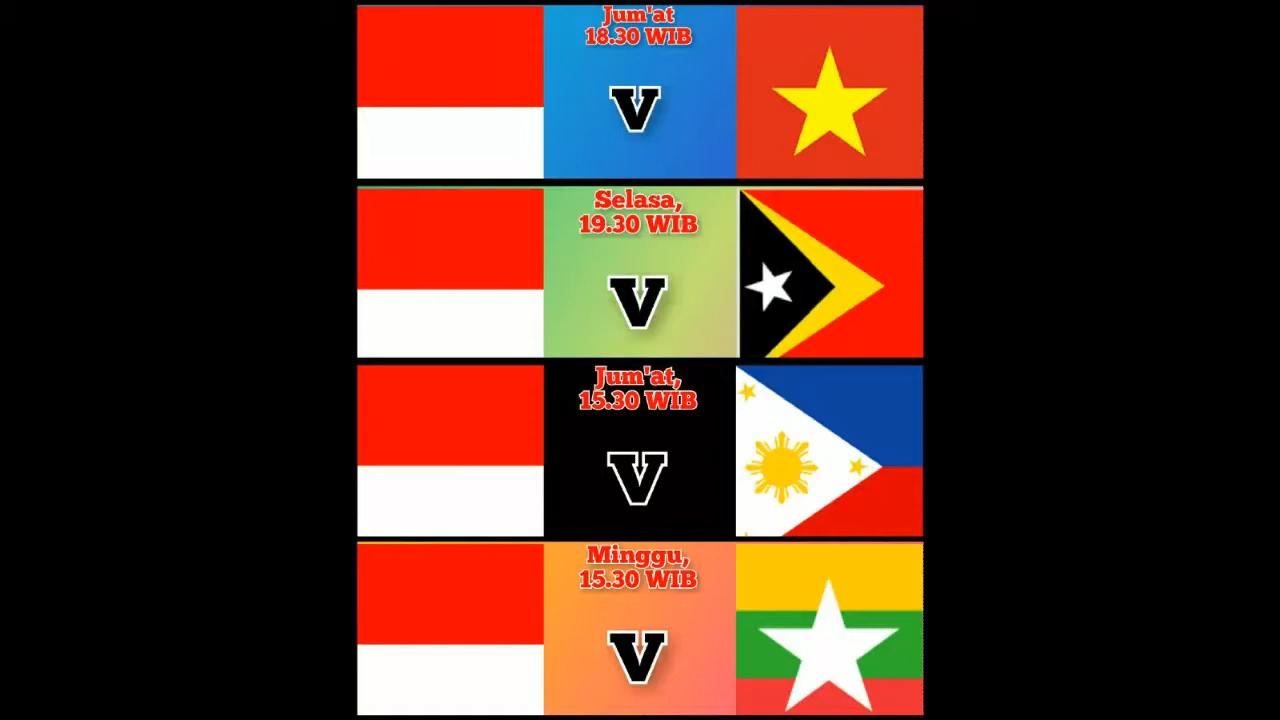 Jum'at
18.30 WIB
V
Selasa,
19.30 WIB
V
Jum'at,
15.30 WIB
V
Minggu,
15.30 WIB
V